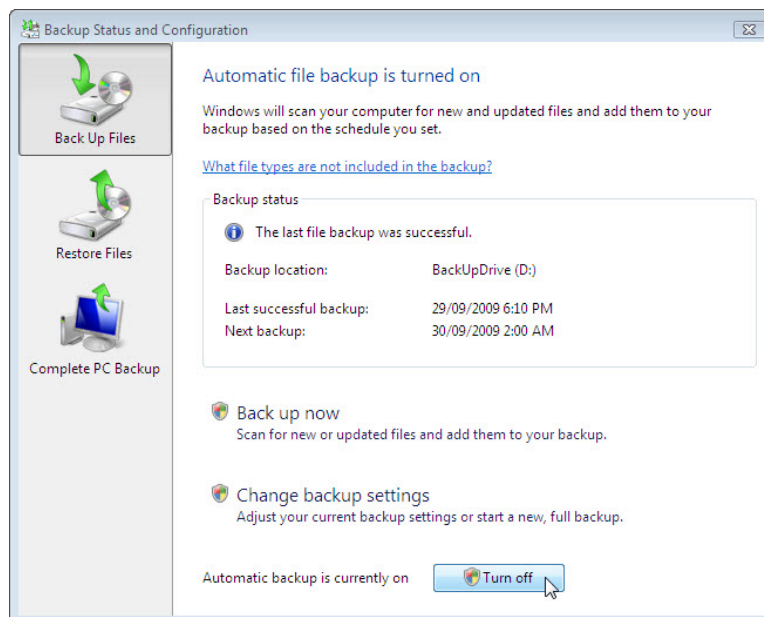 Backup Status and Configuration
Back Up Files
Restore Files
Complete PC Backup
Automatic file backup is turned on
Windows will scan your computer for new and updated files and add them to your
backup based on the schedule you set.
What file types are not included in the backup?
Backup status
The last file backup was successful.
Backup location: BackUpDrive (D:)
Last successful backup: 29/09/2009 6:10 PM
Next backup: 30/09/2009 2:00 AM
Back up now
Scan for new or updated files and add them to your backup.
Change backup settings
Adjust your current backup settings or start a new, full backup.
Automatic backup is currently on Turn off